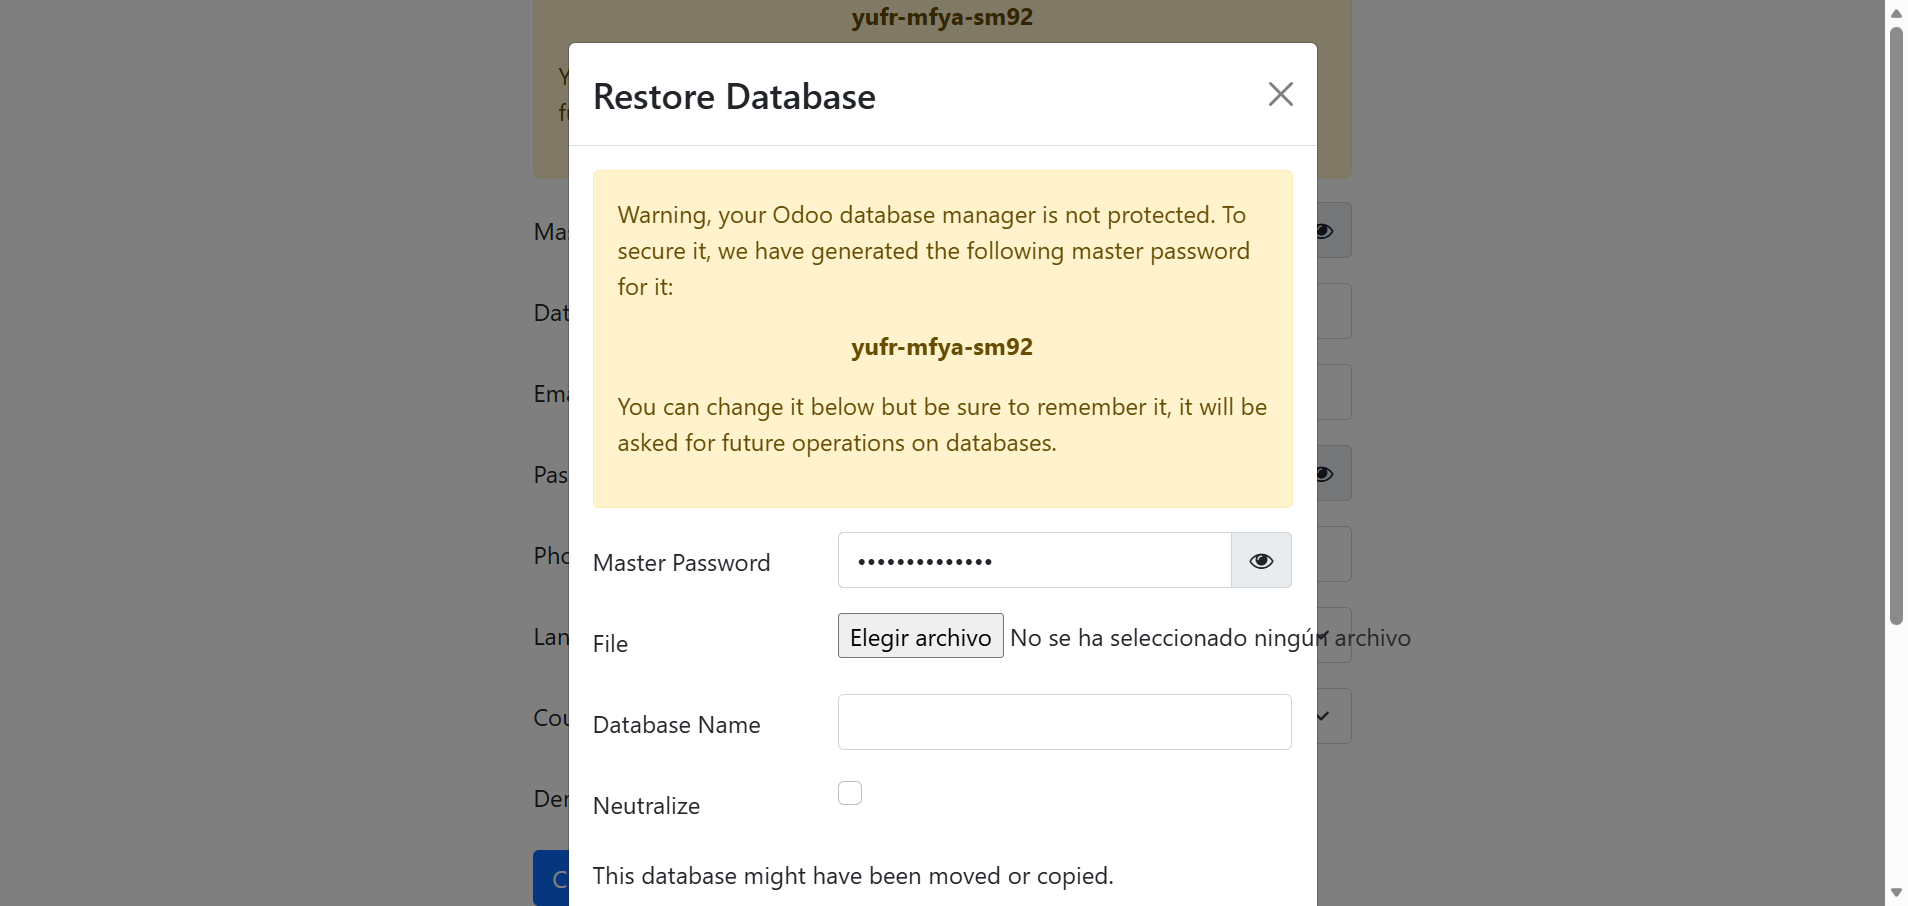 yufr-mfya-sm92
Restore Database
Warning, your Odoo database manager is not protected. To
secure it, we have generated the following master password
for it:
yufr-mfya-sm92
You can change it below but be sure to remember it, it will be
asked for future operations on databases.
Master Password
File
Elegir archivo No se ha seleccionado ningún archivo
Database Name
Neutralize
This database might have been moved or copied.